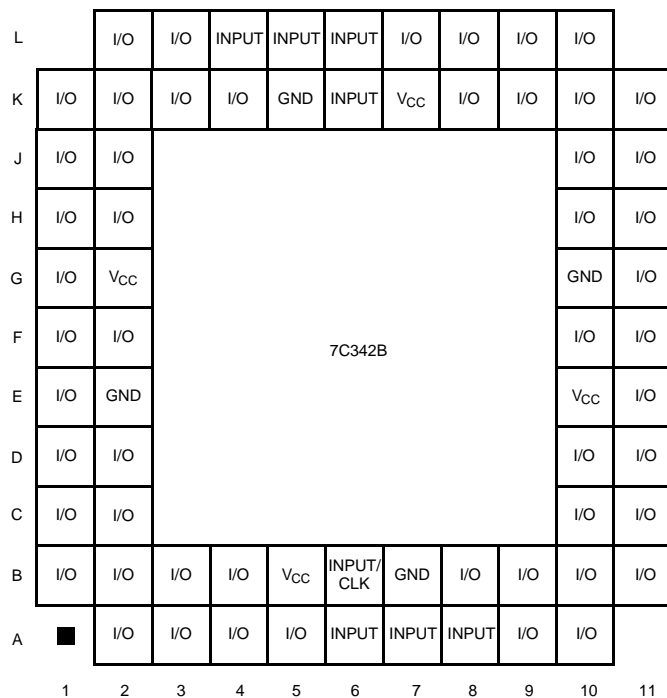 L I/O I/O INPUT INPUT INPUT I/O I/O I/O I/O
K I/O I/O I/O I/O GND INPUT VCC I/O I/O I/O I/O
J I/O I/O I/O I/O
H I/O I/O I/O I/O
G I/O VCC GND I/O
F I/O I/O 7C342B I/O I/O
E I/O GND VCC I/O
D I/O I/O I/O I/O
C I/O I/O I/O I/O
B I/O I/O I/O I/O VCC INPUT/CLK GND I/O I/O I/O I/O
A I/O I/O I/O I/O INPUT INPUT INPUT I/O I/O
1 2 3 4 5 6 7 8 9 10 11